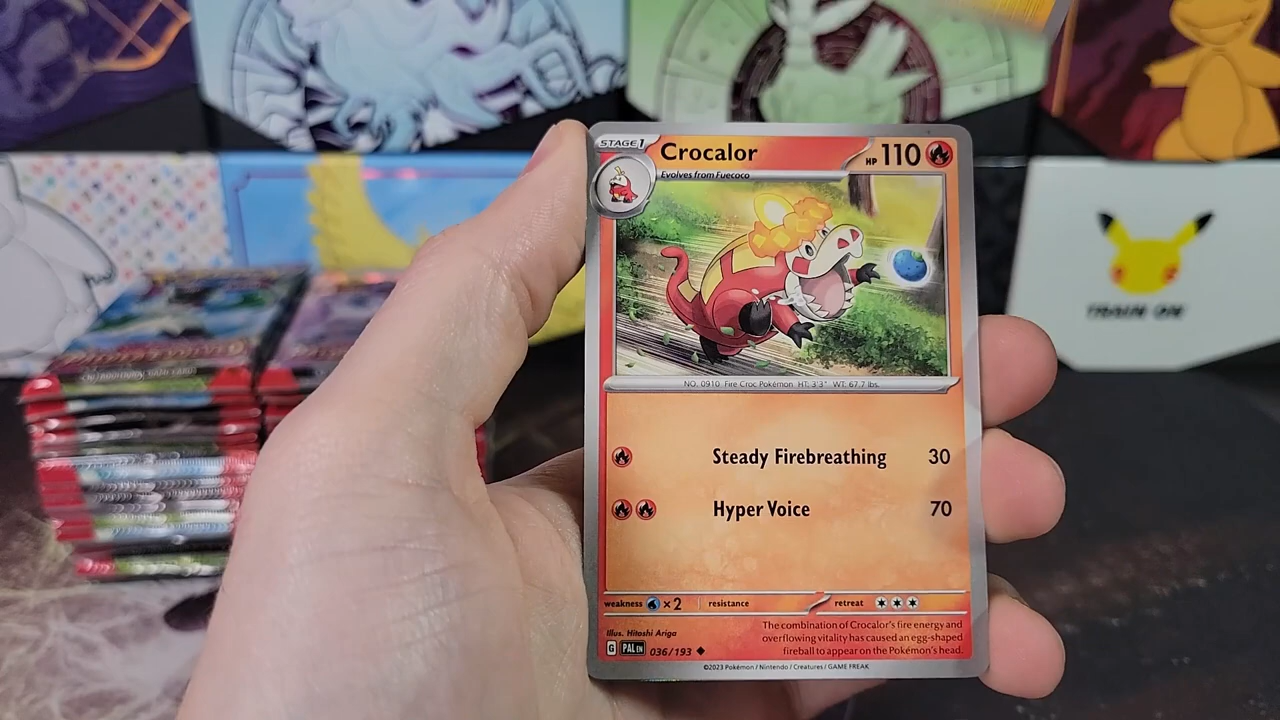 STAGE1
Crocalor
HP 110
Evolves from Fuecoco
NO. 0910 Fire Croc Pokémon HT: 3'3" WT: 67.7 lbs.
Steady Firebreathing 30
Hyper Voice 70
weakness ×2 resistance retreat
Illus. Hitoshi Ariga
The combination of Crocalor's fire energy and
overflowing vitality has caused an egg-shaped
fireball to appear on the Pokémon's head.
G PAL EN 036/193
©2023 Pokémon / Nintendo / Creatures / GAME FREAK
TRAIN ON